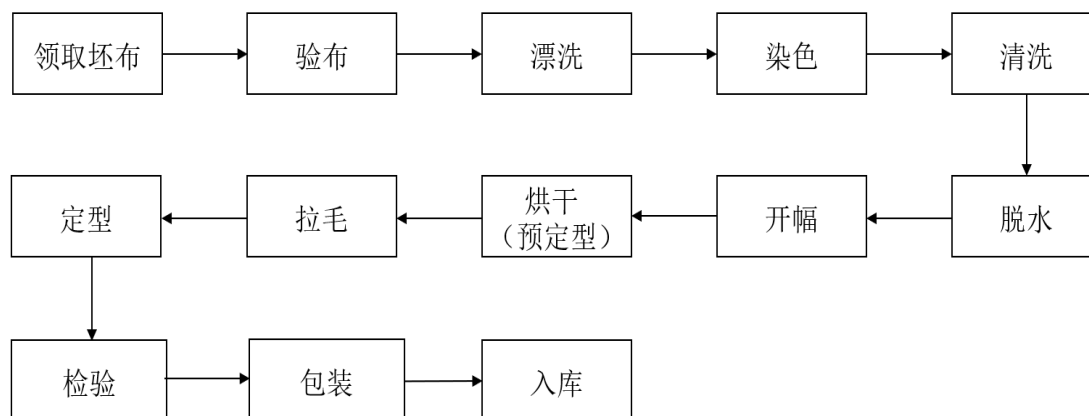 领取坯布
验布
漂洗
染色
清洗
定型
拉毛
烘干
（预定型）
开幅
脱水
检验
包装
入库